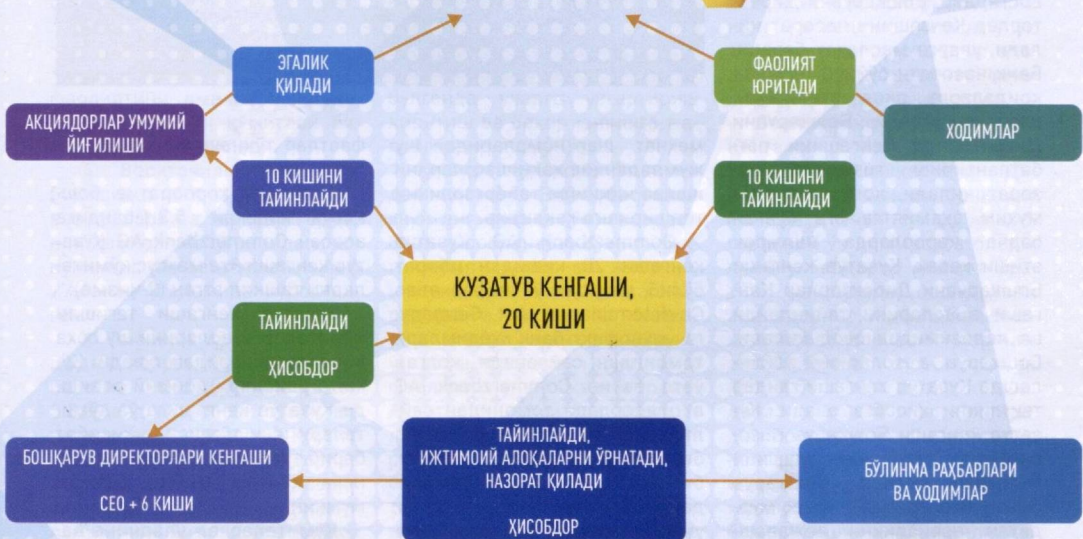 ЭГАЛИК
ҚИЛАДИ
ФАОЛИЯТ
ЮРИТАДИ
АКЦИЯДОРЛАР УМУМИЙ
ЙИҒИЛИШИ
ХОДИМЛАР
10 КИШИНИ
ТАЙИНЛАЙДИ
10 КИШИНИ
ТАЙИНЛАЙДИ
КУЗАТУВ КЕНГАШИ,
20 КИШИ
ТАЙИНЛАЙДИ
ҲИСОБДОР
БОШҚАРУВ ДИРЕКТОРЛАРИ КЕНГАШИ
CEO + 6 КИШИ
ТАЙИНЛАЙДИ,
ИЖТИМОИЙ АЛОҚАЛАРНИ ЎРНАТАДИ,
НАЗОРАТ ҚИЛАДИ
ҲИСОБДОР
БЎЛИНМА РАҲБАРЛАРИ
ВА ХОДИМЛАР